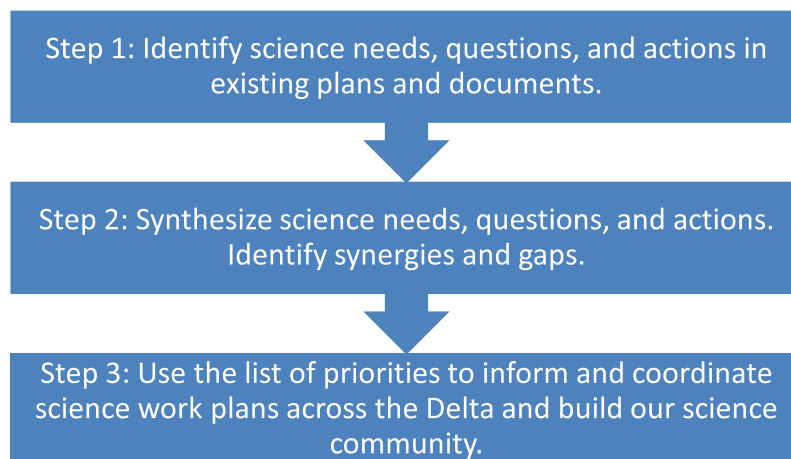 Step 1: Identify science needs, questions, and actions in
existing plans and documents.
Step 2: Synthesize science needs, questions, and actions.
Identify synergies and gaps.
Step 3: Use the list of priorities to inform and coordinate
science work plans across the Delta and build our science
community.